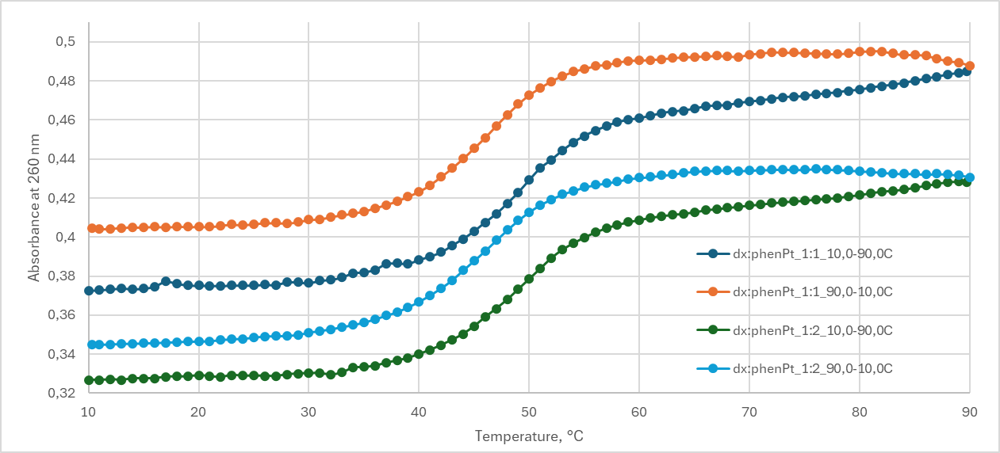 Absorbance at 260 nm
0,5
0,48
0,46
0,44
0,42
0,4
0,38
0,36
0,34
0,32
dx:phenPt_1:1_10,0-90,0C
dx:phenPt_1:1_90,0-10,0C
dx:phenPt_1:2_10,0-90,0C
dx:phenPt_1:2_90,0-10,0C
10 20 30 40 50 60 70 80 90
Temperature, °C